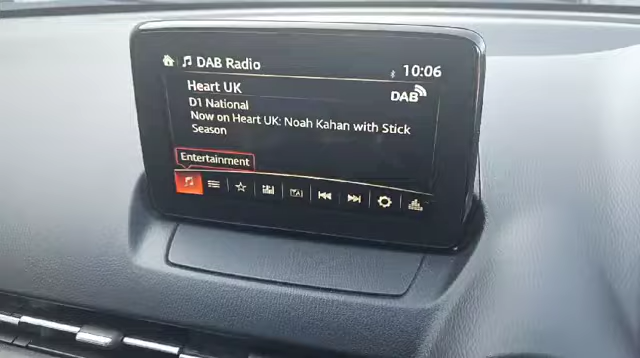 DAB Radio
10:06
Heart UK
DAB
D1 National
Now on Heart UK: Noah Kahan with Stick
Season
Entertainment
TA